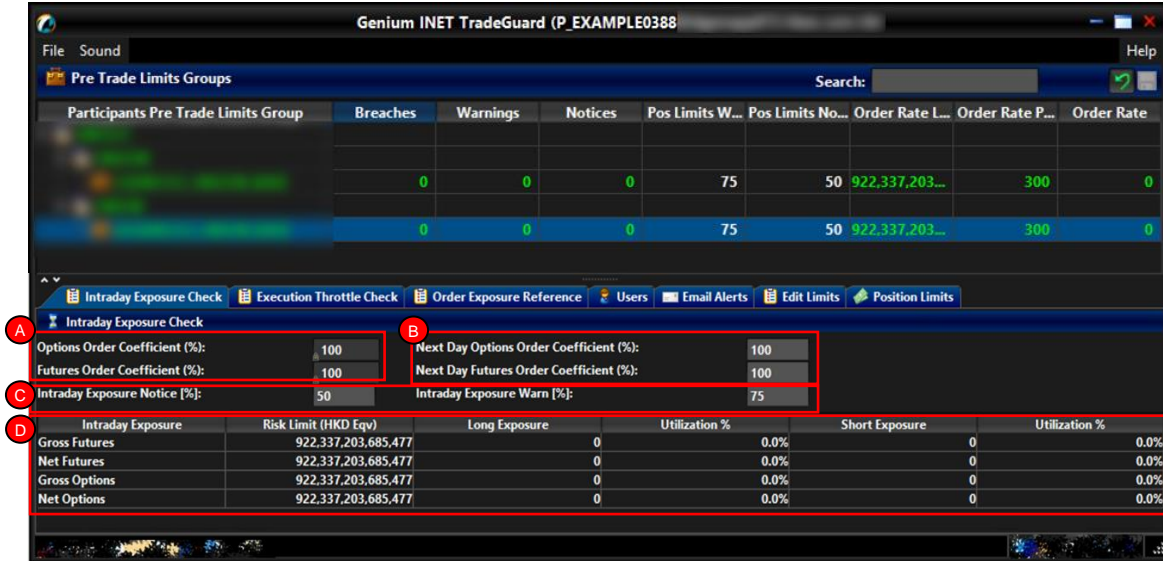 Genium INET TradeGuard (P_EXAMPLE0388
File Sound Help
Pre Trade Limits Groups Search:
Participants Pre Trade Limits Group Breaches Warnings Notices Pos Limits W... Pos Limits No... Order Rate L... Order Rate P... Order Rate
0 0 0 75 50 922,337,203... 300 0
0 0 0 75 50 922,337,203... 300 0
Intraday Exposure Check Execution Throttle Check Order Exposure Reference Users Email Alerts Edit Limits Position Limits
Intraday Exposure Check
A B
Options Order Coefficient (%): 100 Next Day Options Order Coefficient (%): 100
Futures Order Coefficient (%): 100 Next Day Futures Order Coefficient (%): 100
C Intraday Exposure Notice [%]: 50 Intraday Exposure Warn [%]: 75
D Intraday Exposure Risk Limit (HKD Eqv) Long Exposure Utilization % Short Exposure Utilization %
Gross Futures 922,337,203,685,477 0 0.0% 0 0.0%
Net Futures 922,337,203,685,477 0 0.0% 0 0.0%
Gross Options 922,337,203,685,477 0 0.0% 0 0.0%
Net Options 922,337,203,685,477 0 0.0% 0 0.0%